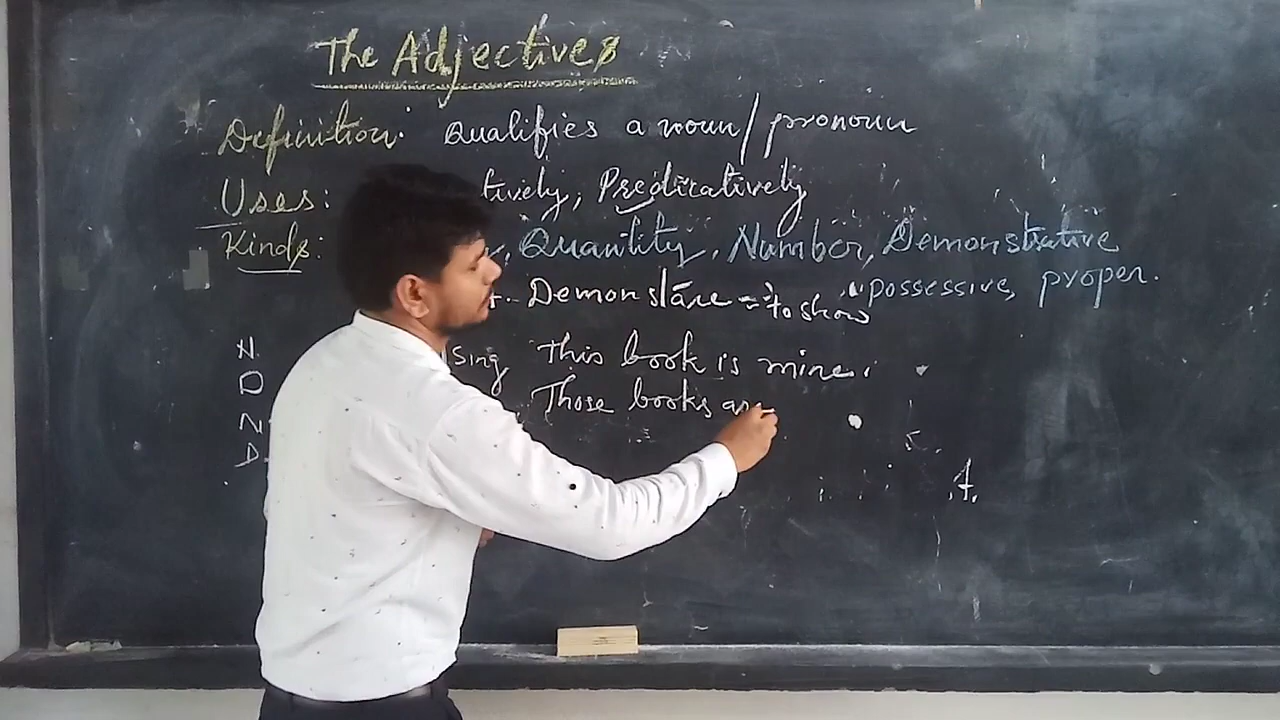 The Adjectives
Definition: Qualifies a noun/pronoun
Uses: tively, Predicatively
Kinds: , Quantity, Number, Demonstrative
possessive, proper.
Demonstrare = to show
N. Sing This book is mine.
D Those books are
N.
D.